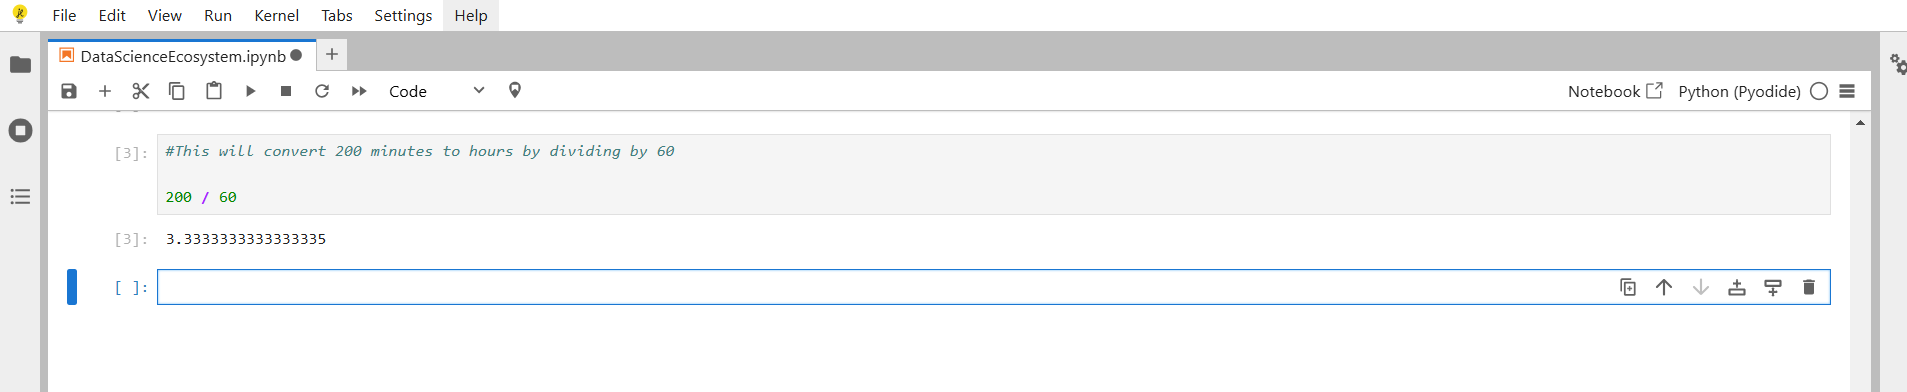 File Edit View Run Kernel Tabs Settings Help
DataScienceEcosystem.ipynb
Code Notebook Python (Pyodide)
[3]: #This will convert 200 minutes to hours by dividing by 60
200 / 60
[3]: 3.3333333333333335
[ ]: